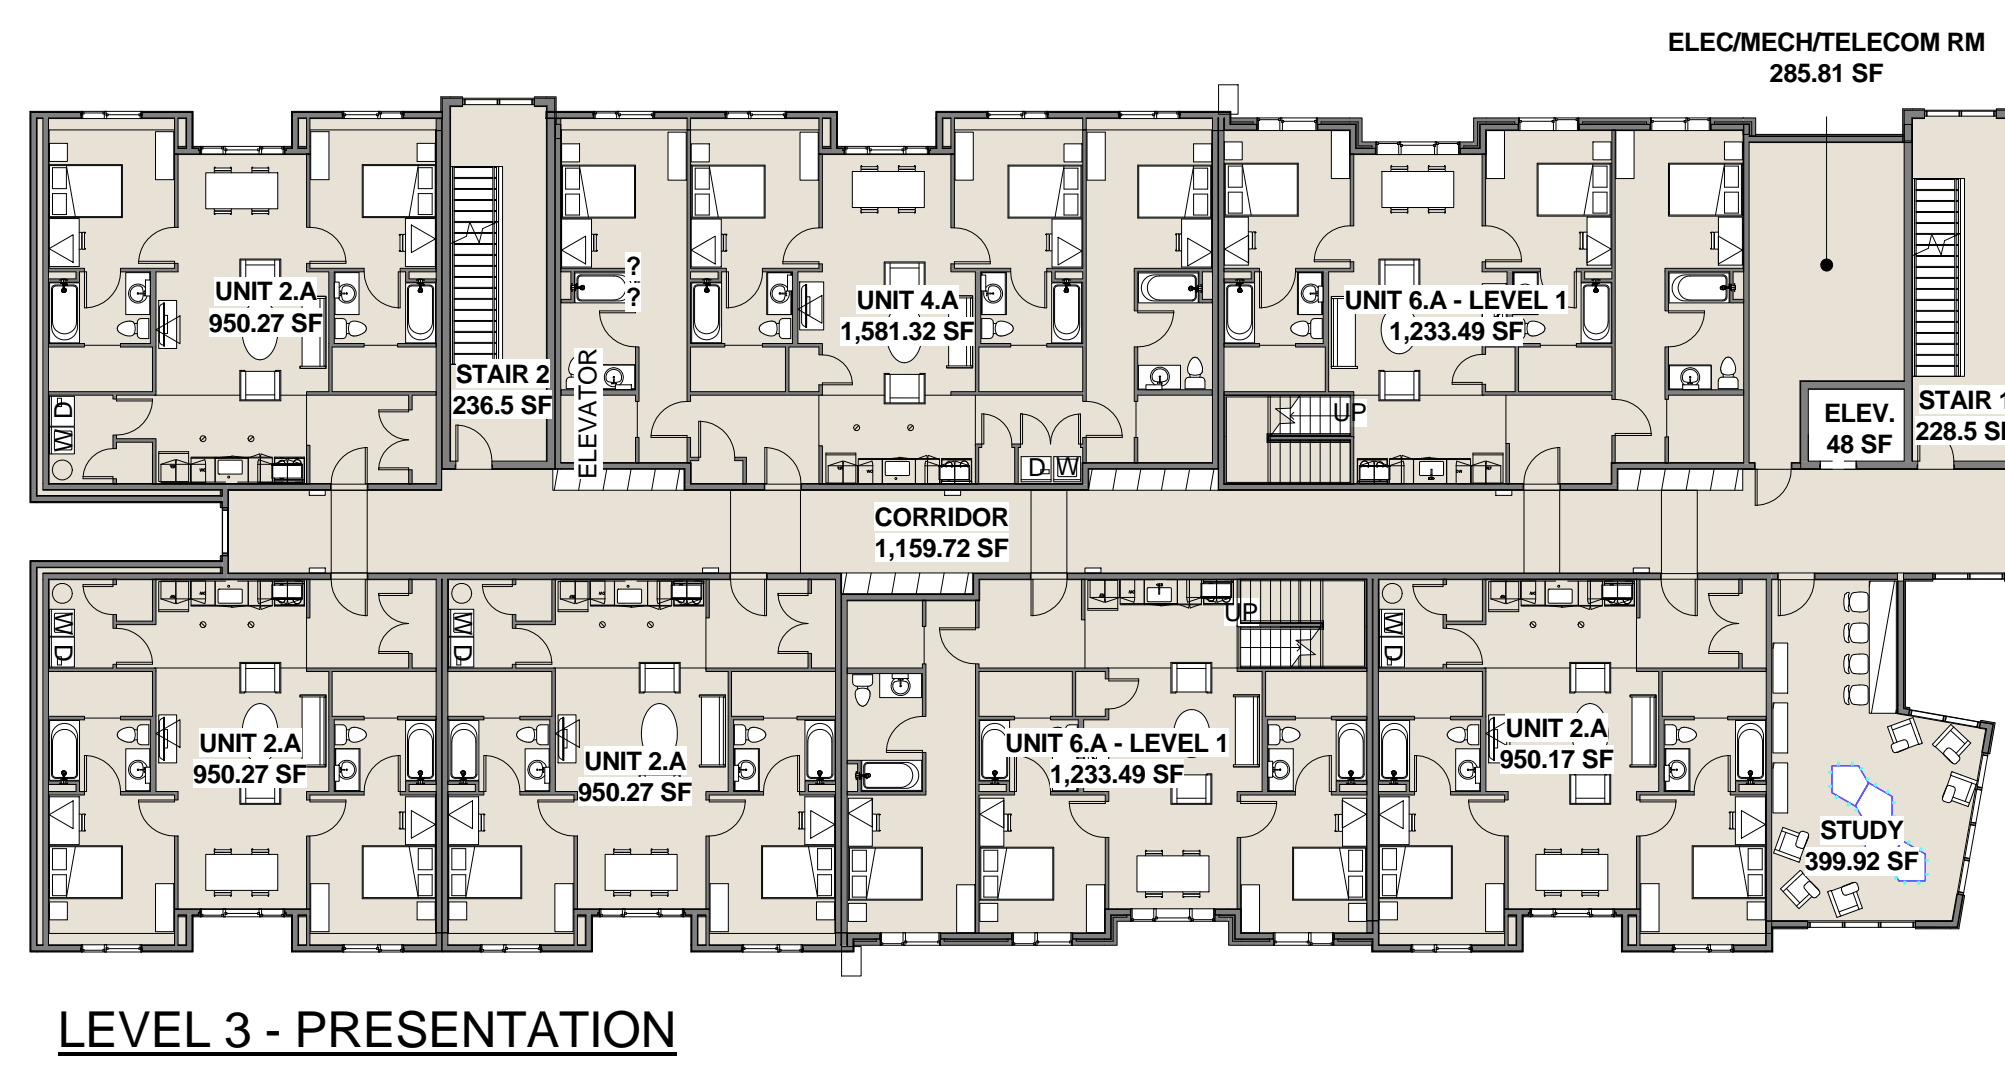 ELEC/MECH/TELECOM RM
285.81 SF
UNIT 2.A
950.27 SF
STAIR 2
236.5 SF
?
?
ELEVATOR
UNIT 4.A
1,581.32 SF
UNIT 6.A - LEVEL 1
1,233.49 SF
UP
ELEV.
48 SF
STAIR 1
228.5 SF
D
W
D
W
CORRIDOR
1,159.72 SF
W
D
W
D
UP
W
D
UNIT 2.A
950.27 SF
UNIT 2.A
950.27 SF
UNIT 6.A - LEVEL 1
1,233.49 SF
UNIT 2.A
950.17 SF
STUDY
399.92 SF
LEVEL 3 - PRESENTATION